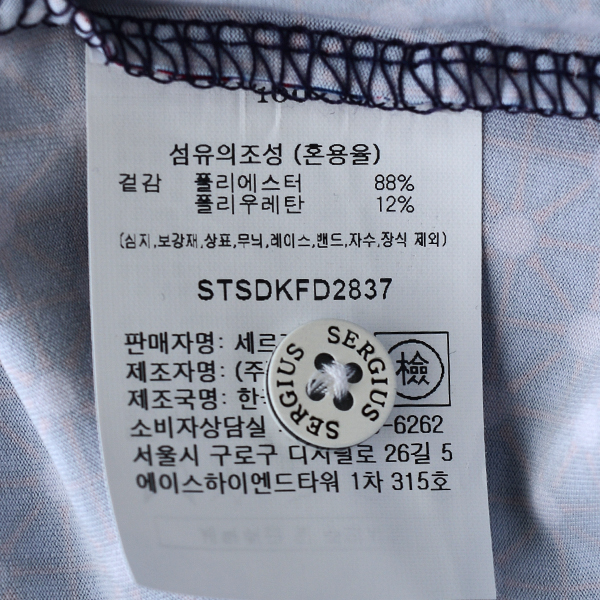 섬유의조성 (혼용율)
겉감 폴리에스터 88%
폴리우레탄 12%
(심지,보강재,상표,무늬,레이스,밴드,자수,장식 제외)
STSDKFD2837
판매자명: 세르
제조자명: (주
제조국명: 한
소비자상담실 -6262
서울시 구로구 디지털로 26길 5
에이스하이엔드타워 1차 315호
檢
SERGIUS
SERGIUS